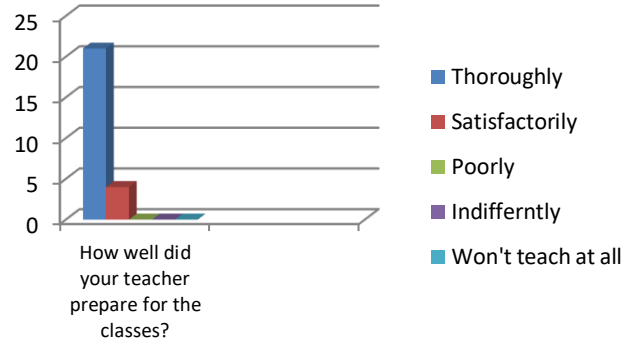 25
20
15
10
5
0
How well did
your teacher
prepare for the
classes?
Thoroughly
Satisfactorily
Poorly
Indifferntly
Won't teach at all